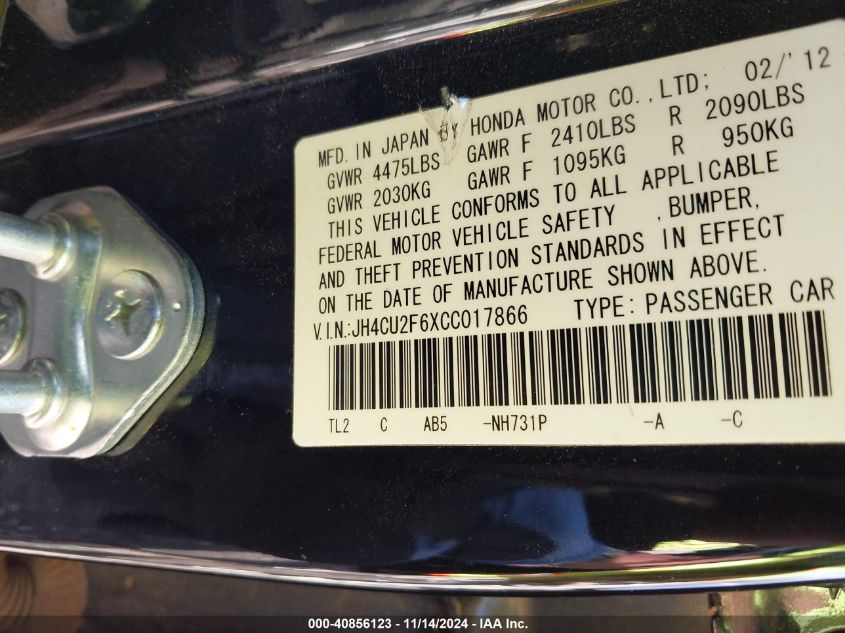 MFD. IN JAPAN BY HONDA MOTOR CO.,LTD; 02/'12
GVWR 4475LBS GAWR F 2410LBS R 2090LBS
GVWR 2030KG GAWR F 1095KG R 950KG
THIS VEHICLE CONFORMS TO ALL APPLICABLE
FEDERAL MOTOR VEHICLE SAFETY ,BUMPER,
AND THEFT PREVENTION STANDARDS IN EFFECT
ON THE DATE OF MANUFACTURE SHOWN ABOVE.
V.I.N.:JH4CU2F6XCC017866 TYPE: PASSENGER CAR
TL2 C AB5 -NH731P -A -C
000-40856123 - 11/14/2024 - IAA Inc.